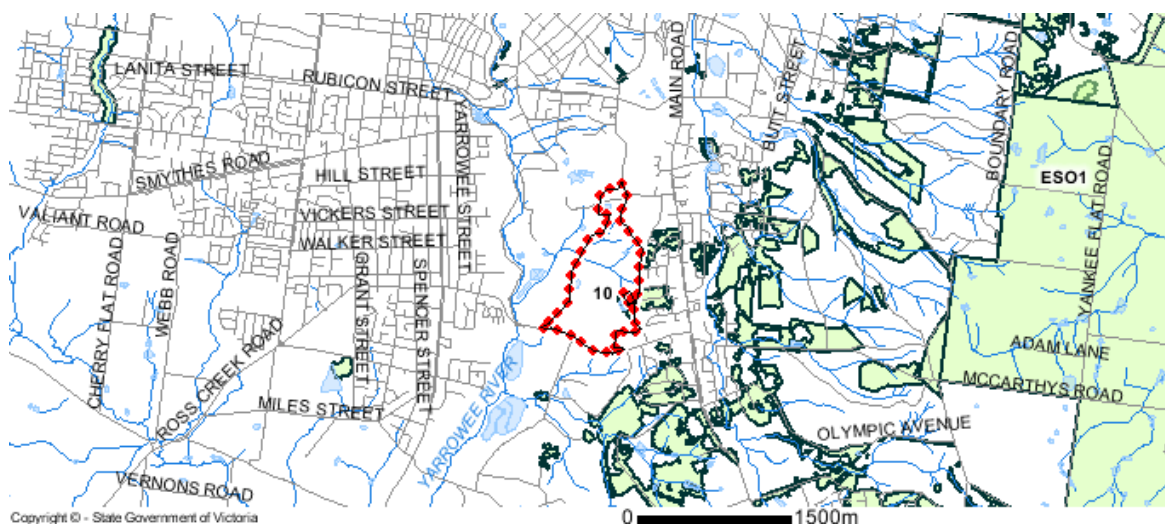 LANITA STREET
RUBICON STREET
MAIN ROAD
BUTT STREET
BOUNDARY ROAD
YARROWEE STREET
SMYTHES ROAD
HILL STREET
ESO1
VALIANT ROAD
VICKERS STREET
WALKER STREET
YANKEE FLAT ROAD
CHERRY FLAT ROAD
WEBB ROAD
GRANT STREET
SPENCER STREET
10
ROSS CREEK ROAD
YARROWEE RIVER
ADAM LANE
MCCARTHYS ROAD
MILES STREET
OLYMPIC AVENUE
VERNONS ROAD
Copyright © - State Government of Victoria
0 1500m